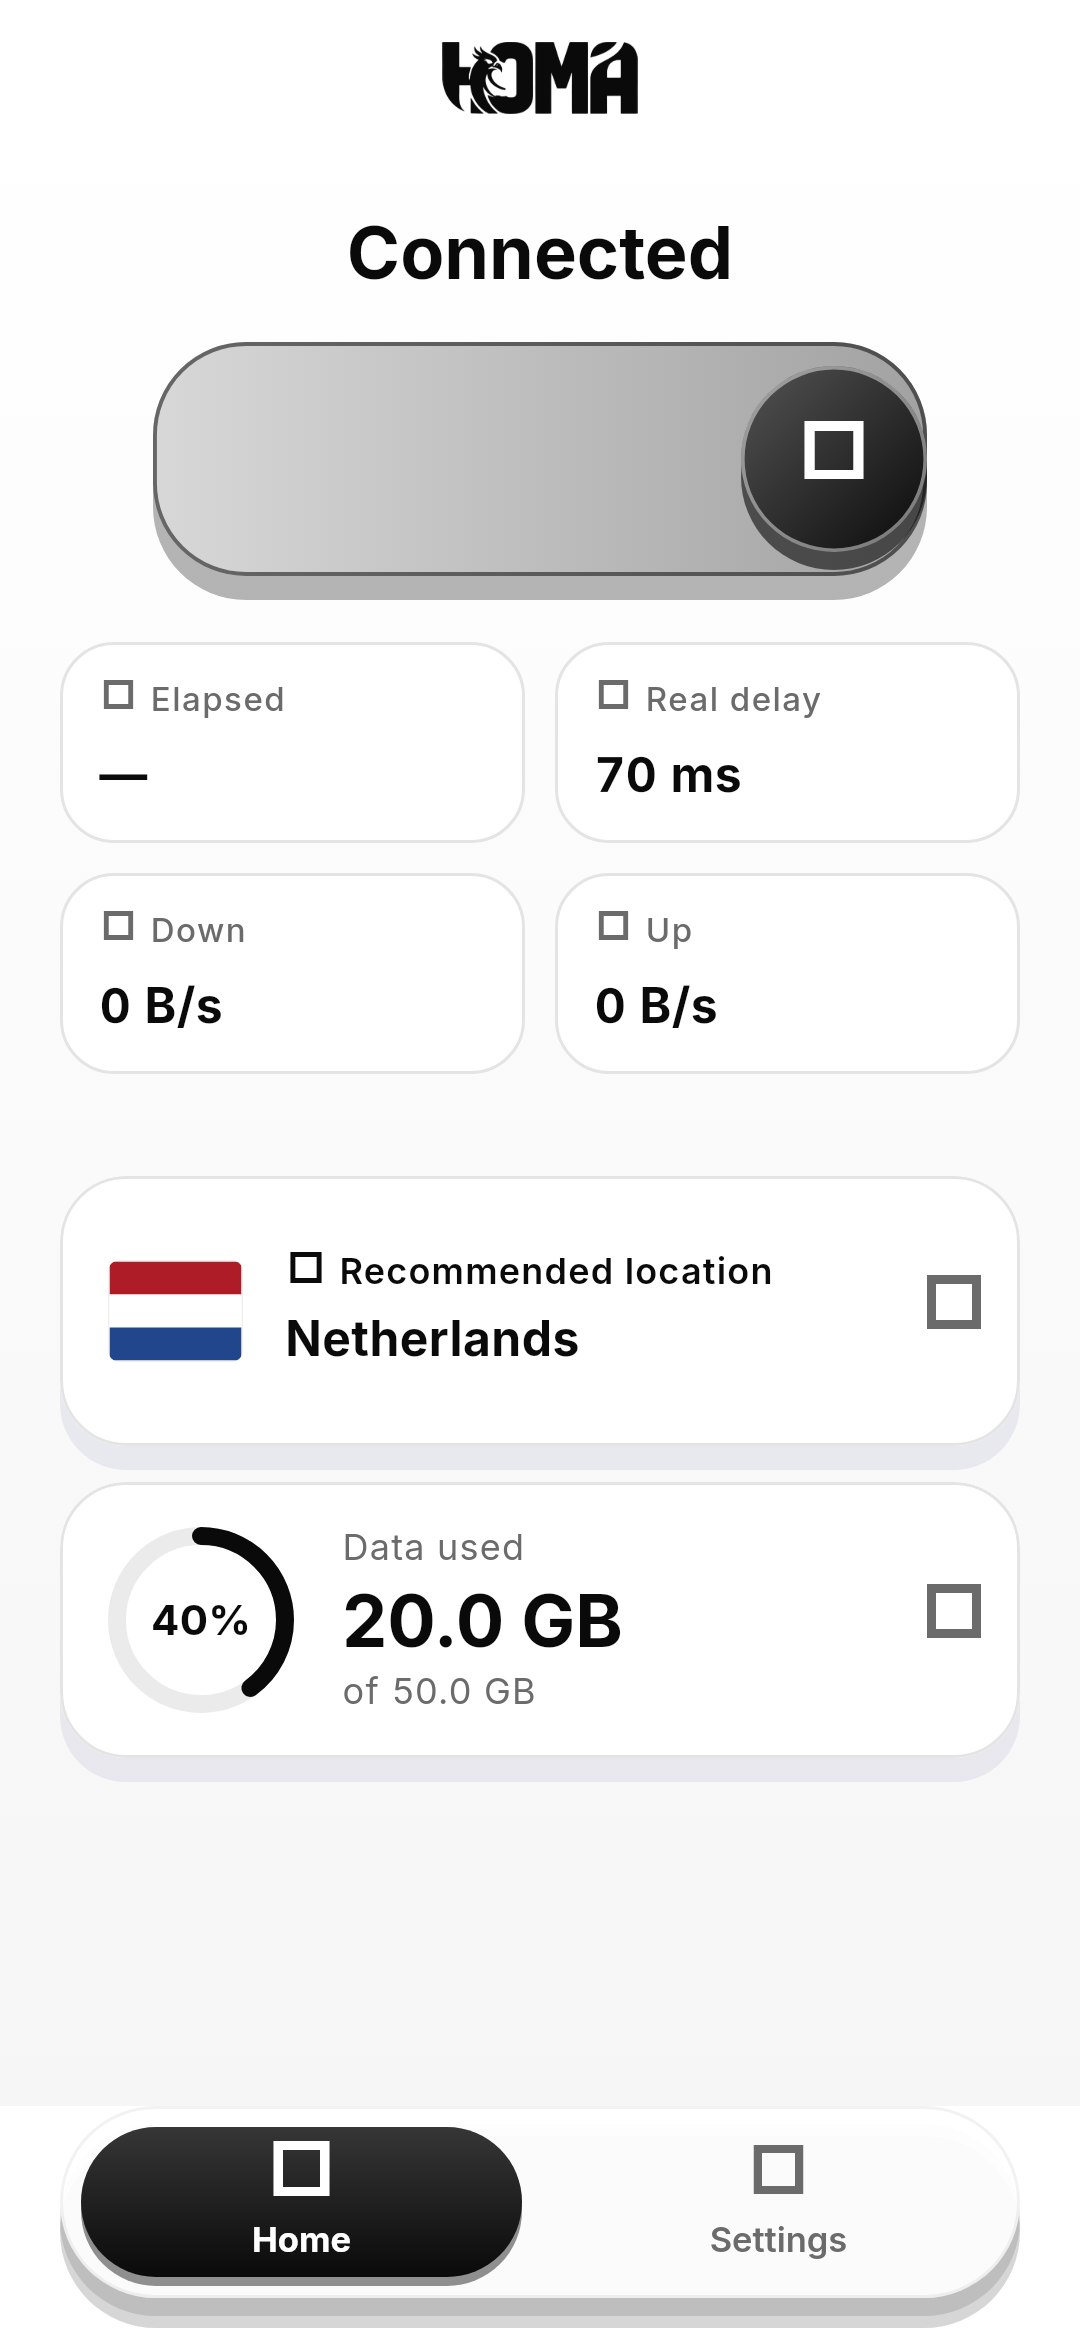 HOMA
Connected
Elapsed
—
Real delay
70 ms
Down
0 B/s
Up
0 B/s
Recommended location
Netherlands
40%
Data used
20.0 GB
of 50.0 GB
Home
Settings